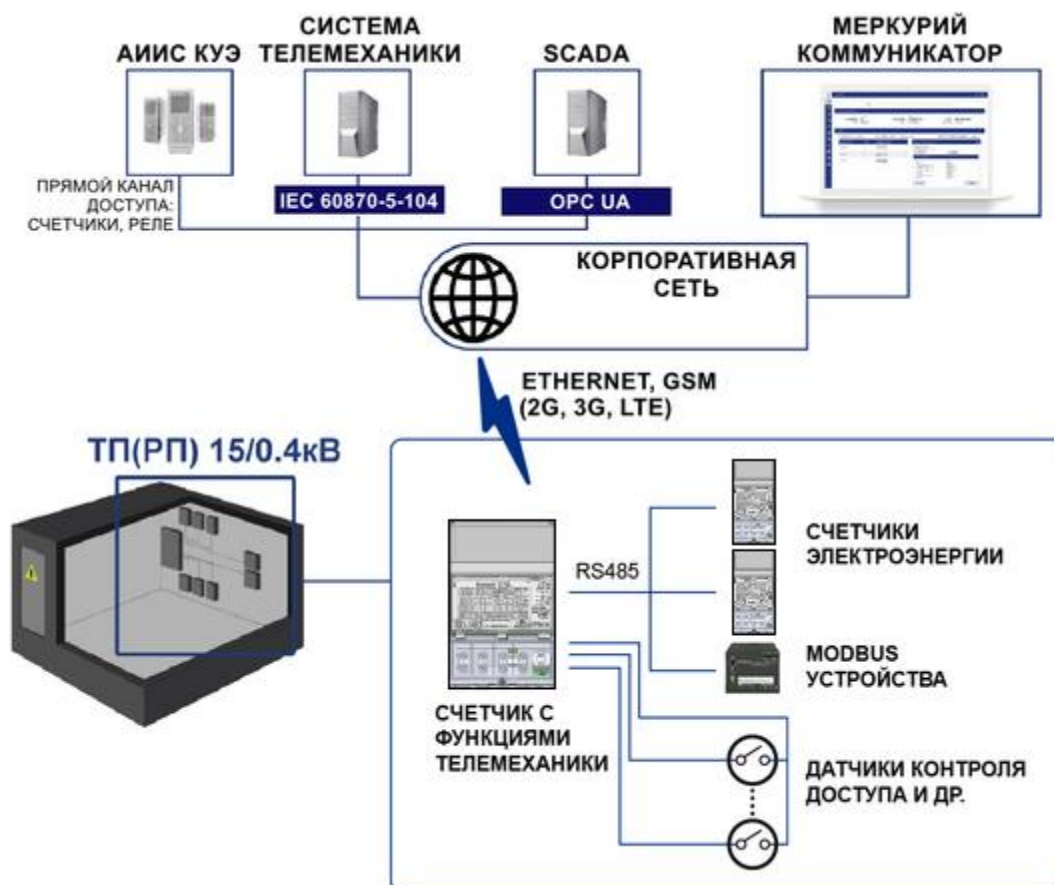 АИИС КУЭ
СИСТЕМА
ТЕЛЕМЕХАНИКИ
SCADA
МЕРКУРИЙ
КОММУНИКАТОР
ПРЯМОЙ КАНАЛ
ДОСТУПА:
СЧЕТЧИКИ, РЕЛЕ
IEC 60870-5-104
OPC UA
КОРПОРАТИВНАЯ
СЕТЬ
ETHERNET, GSM
(2G, 3G, LTE)
ТП(РП) 15/0.4кВ
RS485
СЧЕТЧИКИ
ЭЛЕКТРОЭНЕРГИИ
MODBUS
УСТРОЙСТВА
СЧЕТЧИК С
ФУНКЦИЯМИ
ТЕЛЕМЕХАНИКИ
ДАТЧИКИ КОНТРОЛЯ
ДОСТУПА И ДР.